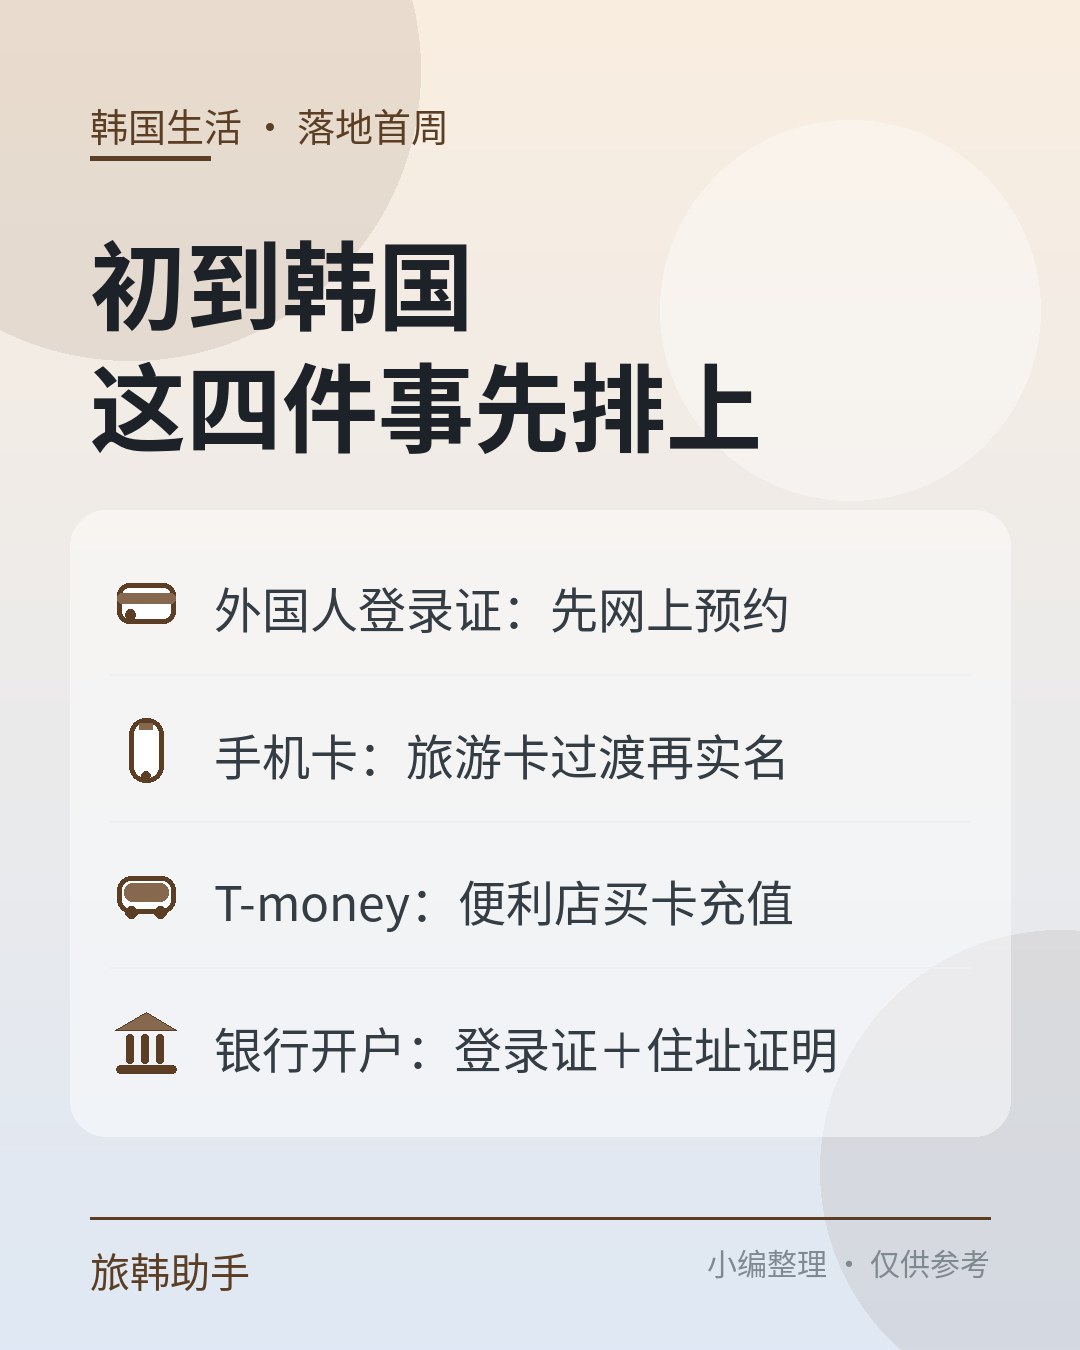 韩国生活 · 落地首周
初到韩国
这四件事先排上
外国人登录证：先网上预约
手机卡：旅游卡过渡再实名
T-money：便利店买卡充值
银行开户：登录证＋住址证明
旅韩助手
小编整理 · 仅供参考